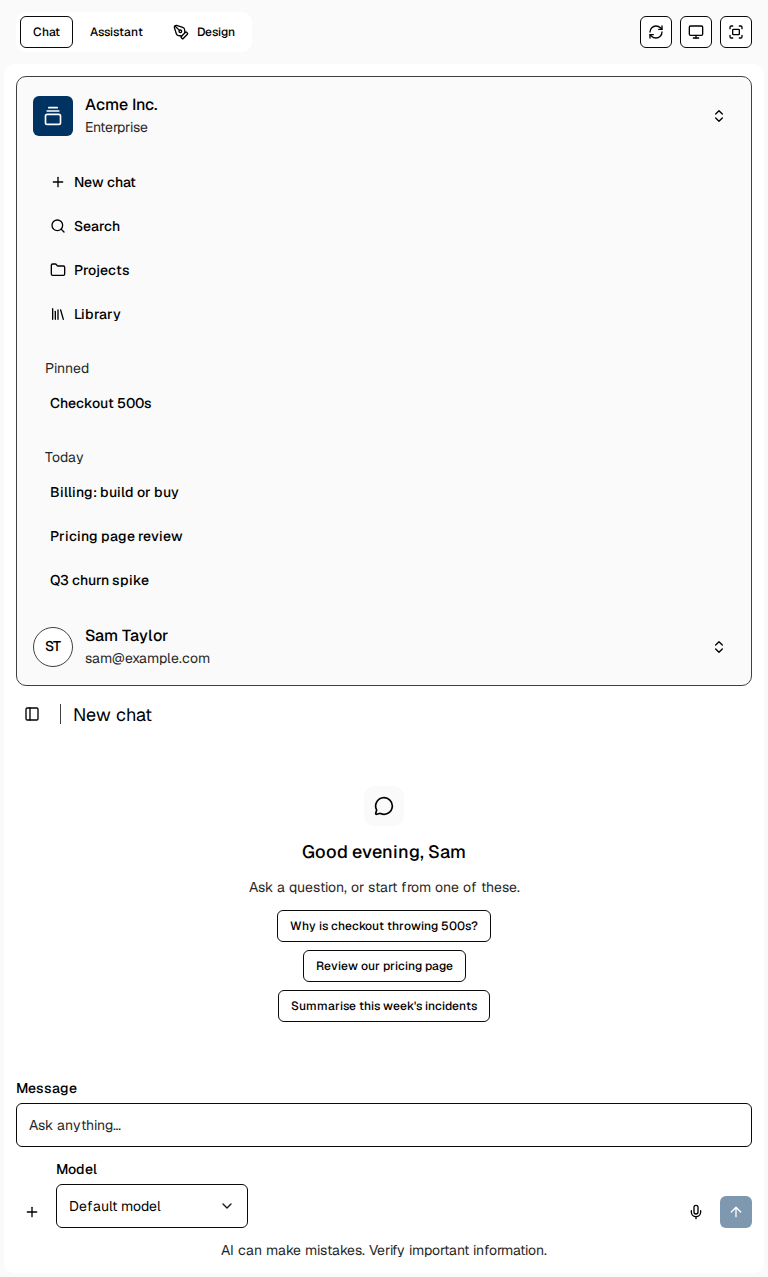 Chat
Assistant
Design
Acme Inc.
Enterprise
New chat
Search
Projects
Library
Pinned
Checkout 500s
Today
Billing: build or buy
Pricing page review
Q3 churn spike
ST
Sam Taylor
sam@example.com
New chat
Good evening, Sam
Ask a question, or start from one of these.
Why is checkout throwing 500s?
Review our pricing page
Summarise this week's incidents
Message
Ask anything…
Model
Default model
AI can make mistakes. Verify important information.